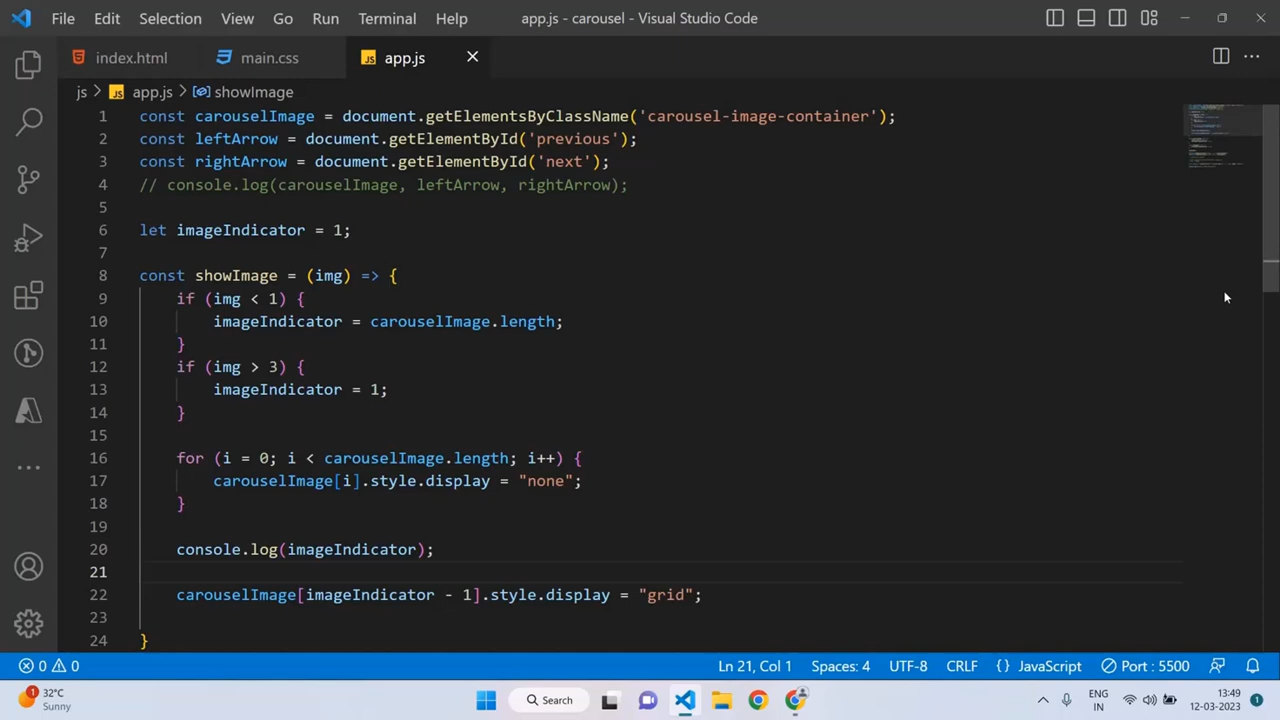 File Edit Selection View Go Run Terminal Help app.js - carousel - Visual Studio Code
index.html main.css JS app.js
js > JS app.js > showImage
1 const carouselImage = document.getElementsByClassName('carousel-image-container');
2 const leftArrow = document.getElementById('previous');
3 const rightArrow = document.getElementById('next');
4 // console.log(carouselImage, leftArrow, rightArrow);
5
6 let imageIndicator = 1;
7
8 const showImage = (img) => {
9 if (img < 1) {
10 imageIndicator = carouselImage.length;
11 }
12 if (img > 3) {
13 imageIndicator = 1;
14 }
15
16 for (i = 0; i < carouselImage.length; i++) {
17 carouselImage[i].style.display = "none";
18 }
19
20 console.log(imageIndicator);
21
22 carouselImage[imageIndicator - 1].style.display = "grid";
23
24 }
0 0 Ln 21, Col 1 Spaces: 4 UTF-8 CRLF {} JavaScript Port : 5500
1 32°C Search ENG 13:49 1
Sunny IN 12-03-2023